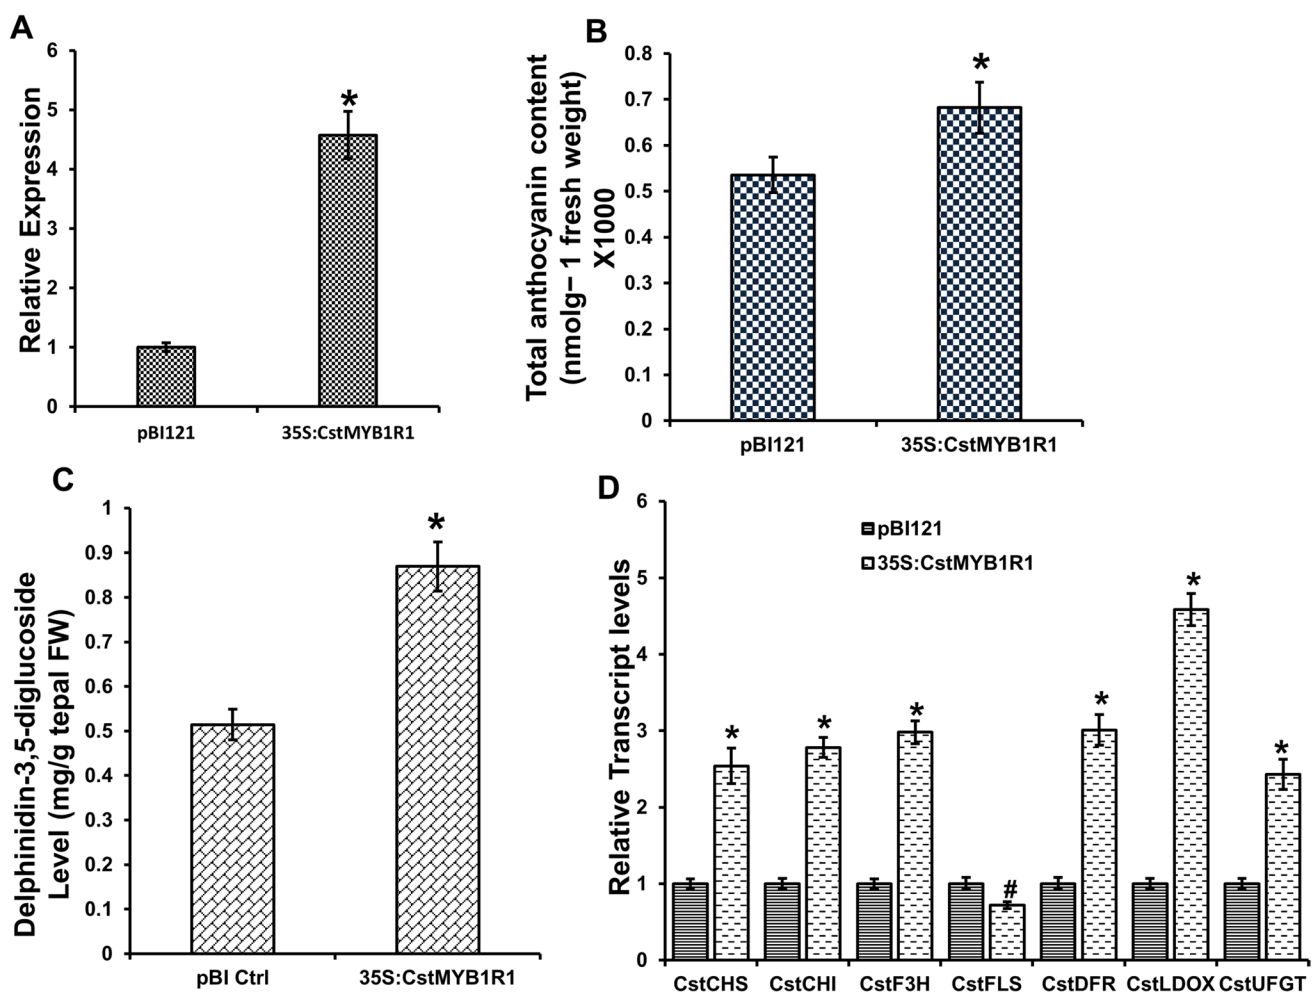 A
Relative Expression
6
5
4
3
2
1
0
*
pBI121
35S:CstMYB1R1
B
Total anthocyanin content
(nmolg– 1 fresh weight)
X1000
0.8
0.7
0.6
0.5
0.4
0.3
0.2
0.1
0
*
pBI121
35S:CstMYB1R1
C
Delphinidin-3,5-diglucoside
Level (mg/g tepal FW)
1
0.9
0.8
0.7
0.6
0.5
0.4
0.3
0.2
0.1
0
*
pBI Ctrl
35S:CstMYB1R1
D
Relative Transcript levels
6
5
4
3
2
1
0
pBI121
35S:CstMYB1R1
* * * # * * *
CstCHS CstCHI CstF3H CstFLS CstDFR CstLDOX CstUFGT